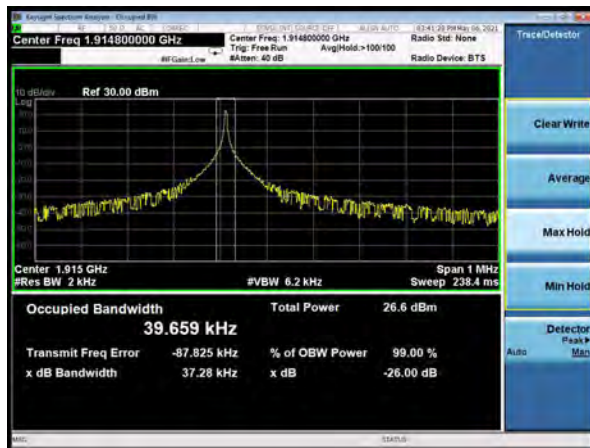 Keysight Spectrum Analyzer - Occupied BW
Center Freq 1.914800000 GHz
Center Freq: 1.914800000 GHz
Radio Std: None
Trig: Free Run
Avg|Hold:>100/100
#IFGain:Low
#Atten: 40 dB
Radio Device: BTS
Trace/Detector
10 dB/div
Ref 30.00 dBm
Log
Clear Write
Average
Max Hold
Min Hold
Center 1.915 GHz
Span 1 MHz
#Res BW 2 kHz
#VBW 6.2 kHz
Sweep 238.4 ms
Occupied Bandwidth
Total Power
26.6 dBm
39.659 kHz
Transmit Freq Error
-87.825 kHz
% of OBW Power
99.00 %
x dB Bandwidth
37.28 kHz
x dB
-26.00 dB
Detector
Peak
Auto
Man
MSG
STATUS